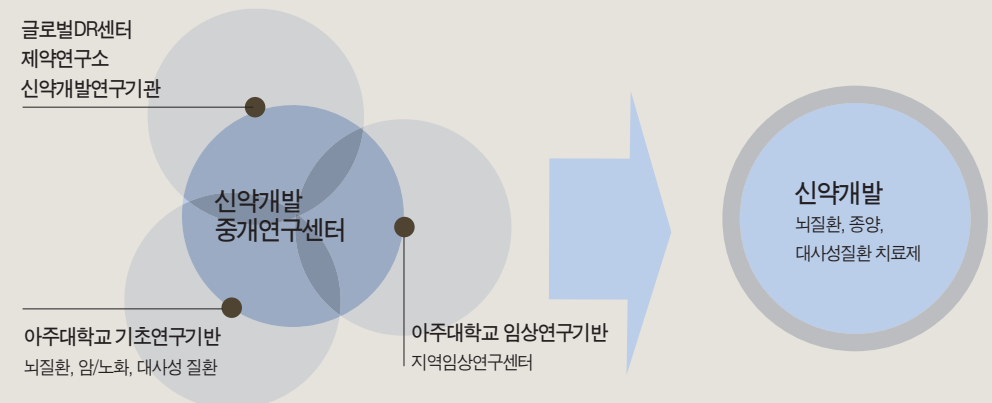 글로벌DR센터
제약연구소
신약개발연구기관
신약개발
중개연구센터
아주대학교 기초연구기반
뇌질환, 암/노화, 대사성 질환
아주대학교 임상연구기반
지역임상연구센터
신약개발
뇌질환, 종양,
대사성질환 치료제